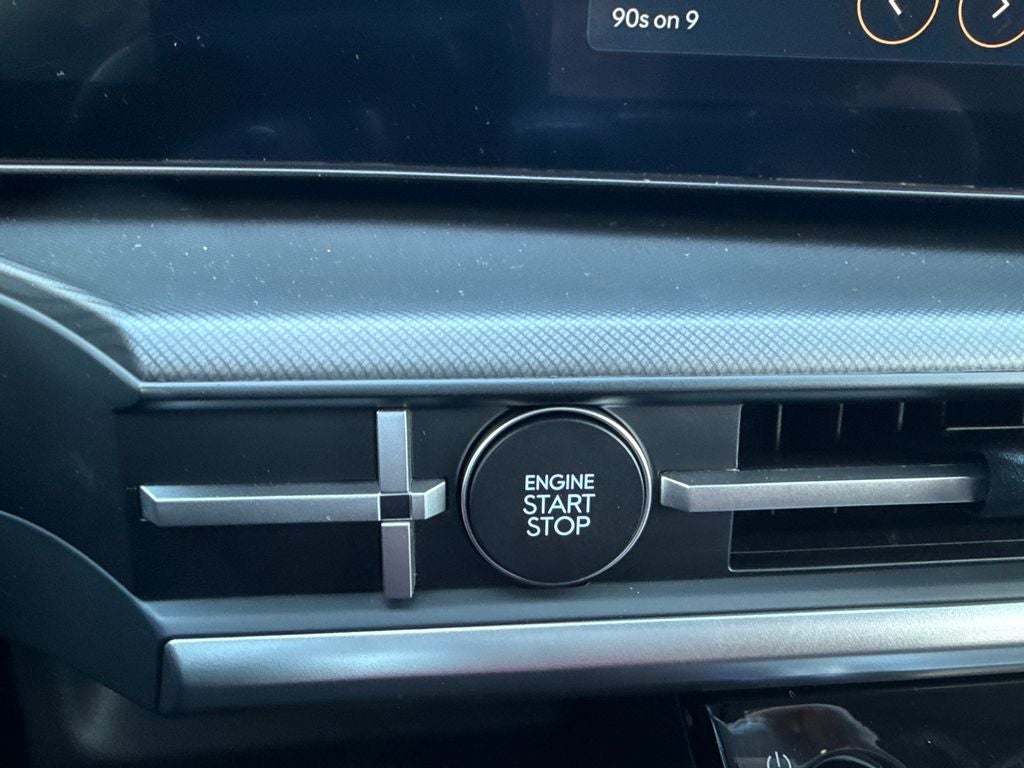 90s on 9
ENGINE
START
STOP